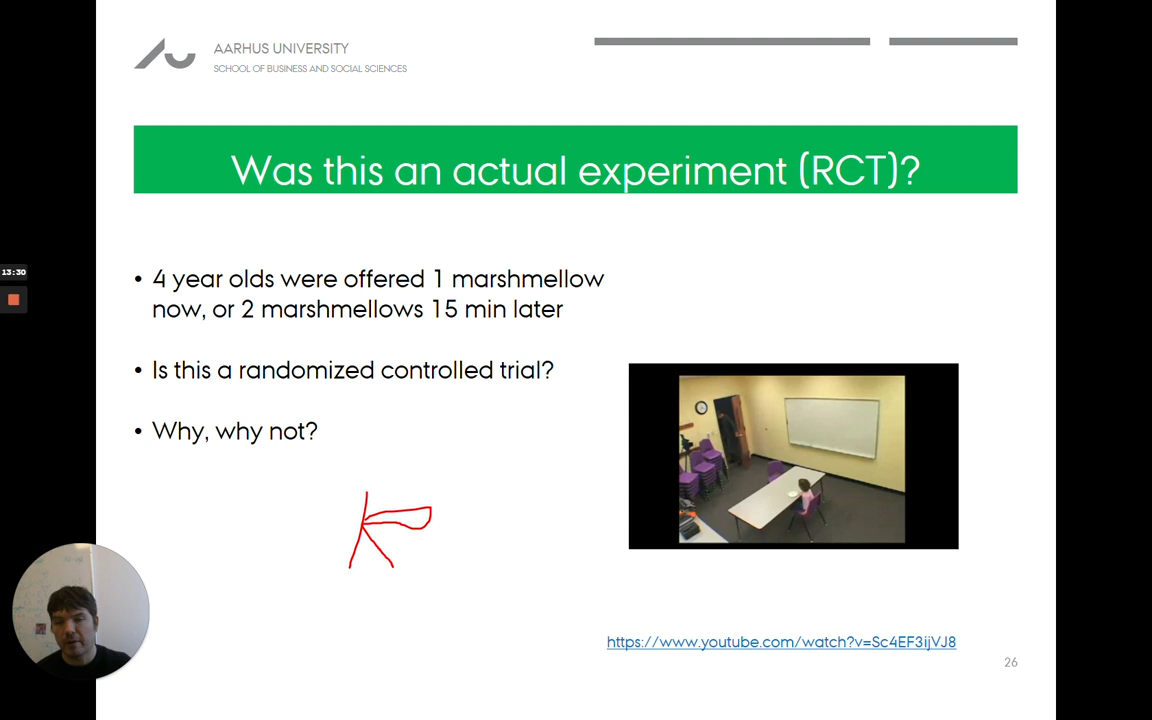 AARHUS UNIVERSITY
SCHOOL OF BUSINESS AND SOCIAL SCIENCES
Was this an actual experiment (RCT)?
• 4 year olds were offered 1 marshmellow
now, or 2 marshmellows 15 min later
• Is this a randomized controlled trial?
• Why, why not?
13:30
https://www.youtube.com/watch?v=Sc4EF3ijVJ8
26